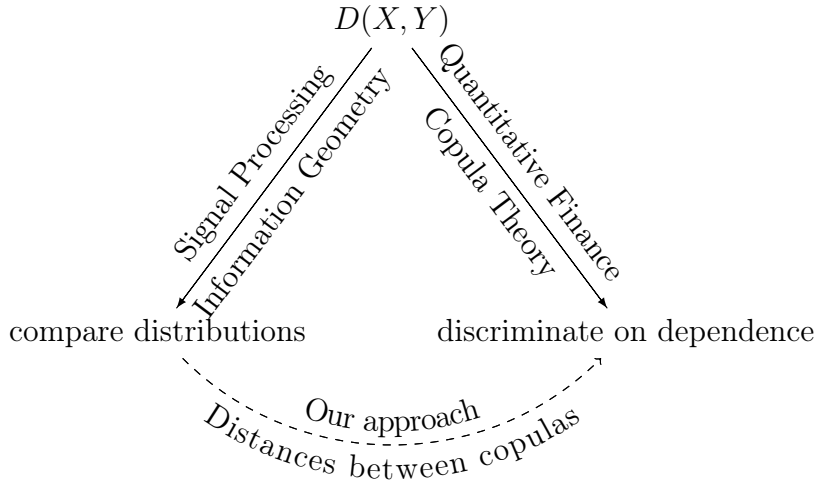 D(X, Y)
Signal Processing
Information Geometry
Quantitative Finance
Copula Theory
compare distributions
discriminate on dependence
Our approach
Distances between copulas